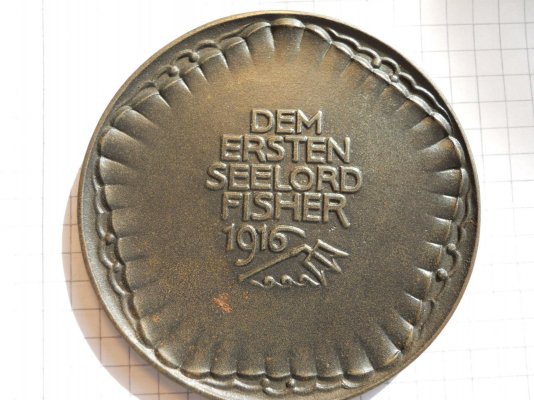 DEM
ERSTEN
SEELORD
FISHER
1916